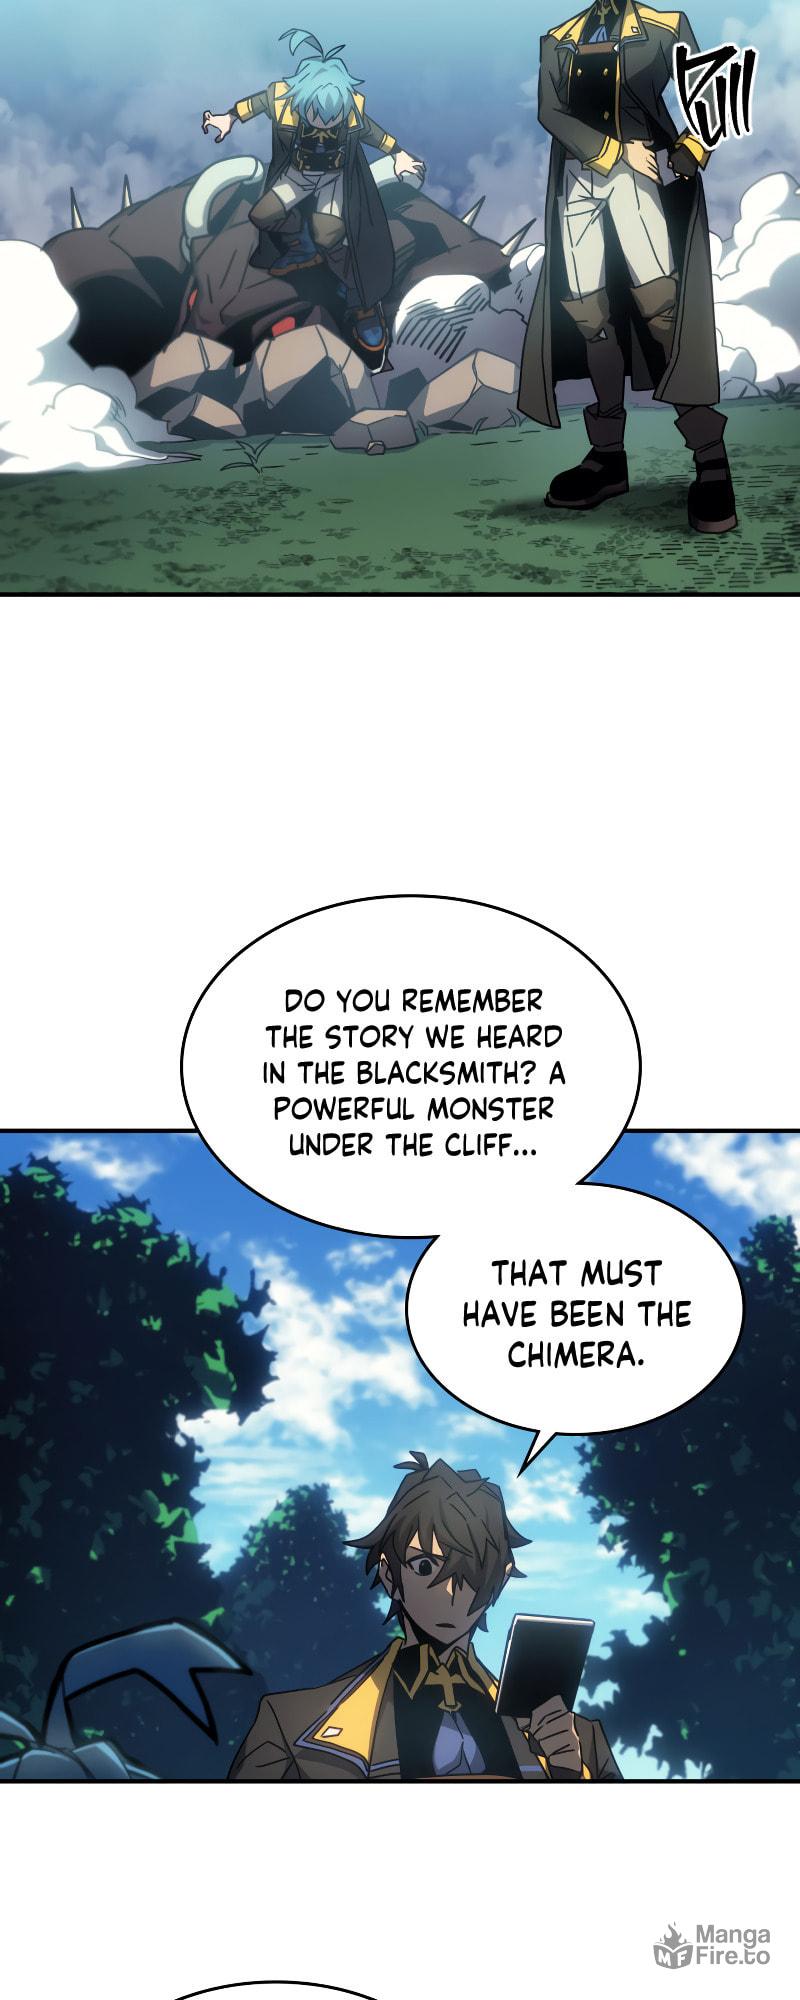 Pull
DO YOU REMEMBER
THE STORY WE HEARD
IN THE BLACKSMITH? A
POWERFUL MONSTER
UNDER THE CLIFF...
THAT MUST
HAVE BEEN THE
CHIMERA.
Manga
MF Fire.to